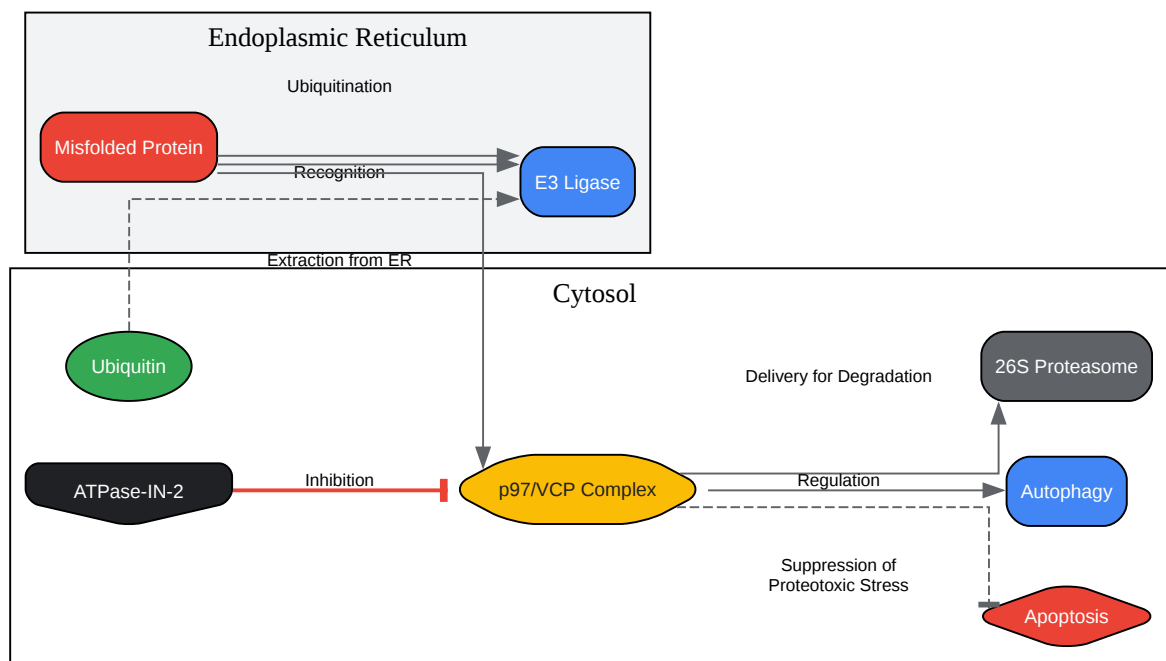 Endoplasmic Reticulum
Ubiquitination
Misfolded Protein
Recognition
E3 Ligase
Extraction from ER
Cytosol
Ubiquitin
26S Proteasome
Delivery for Degradation
ATPase-IN-2
Inhibition
p97/VCP Complex
Regulation
Autophagy
Suppression of
Proteotoxic Stress
Apoptosis